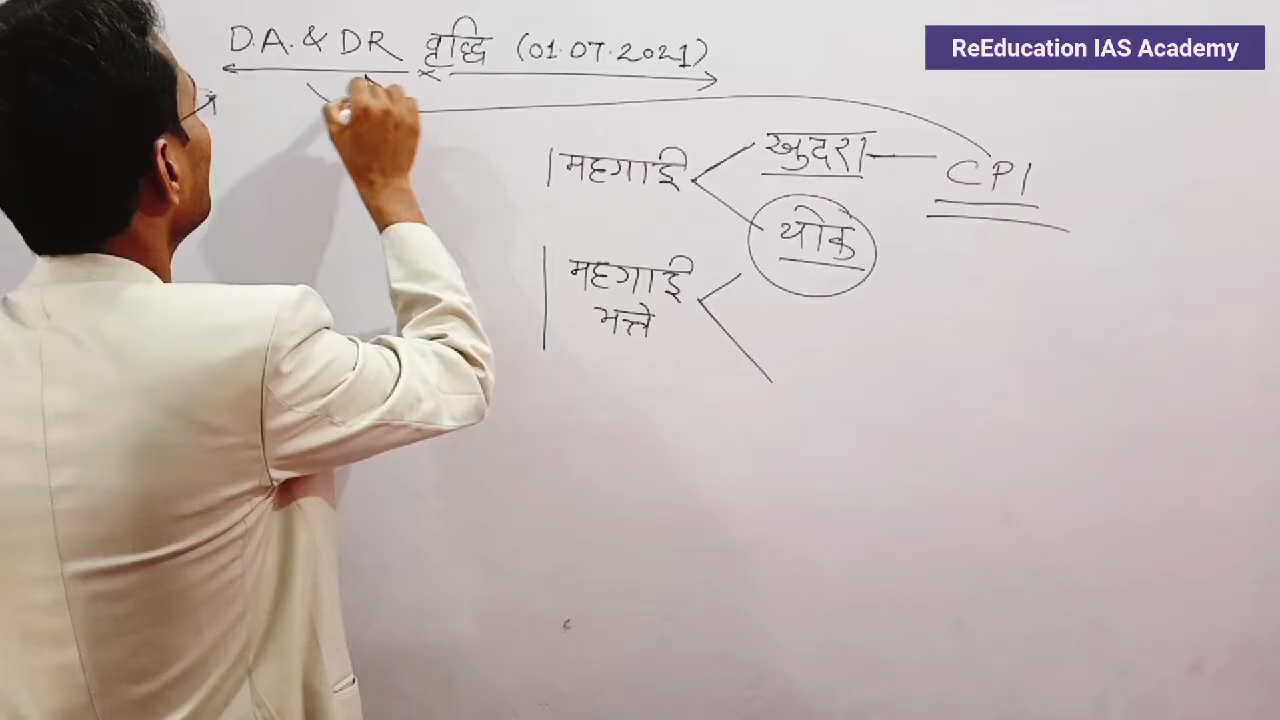 D.A. & DR वृद्धि (01.07.2021)
ReEducation IAS Academy
महगाई
खुदरा
CPI
थोक
महगाई
भत्ते